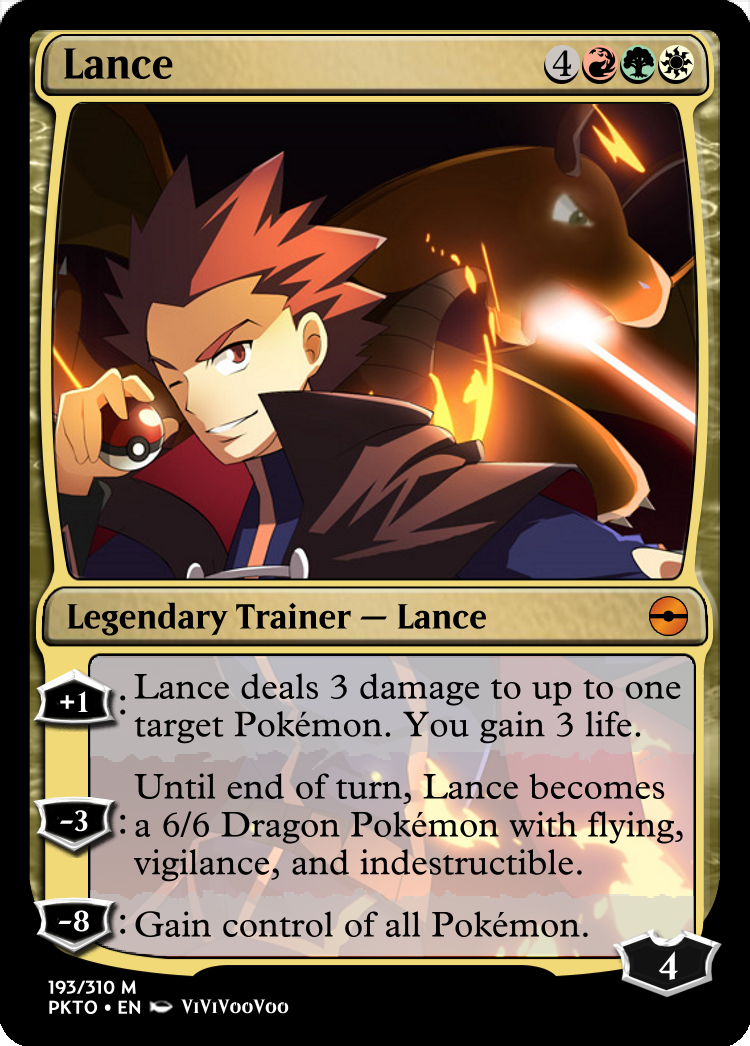 Lance 4
Legendary Trainer — Lance
+1: Lance deals 3 damage to up to one
target Pokémon. You gain 3 life.
Until end of turn, Lance becomes
-3: a 6/6 Dragon Pokémon with flying,
vigilance, and indestructible.
-8: Gain control of all Pokémon.
4
193/310 M
PKTO • EN ViViVooVoo